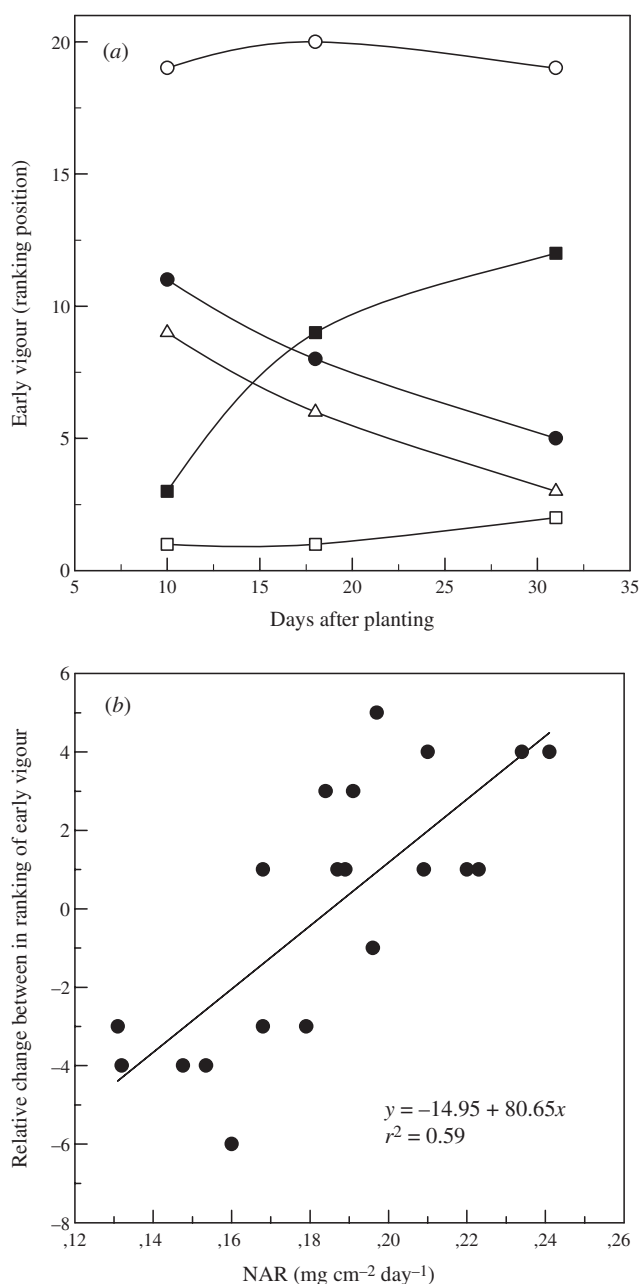 (a)
20
15
10
5
0
Early vigour (ranking position)
5 10 15 20 25 30 35
Days after planting
(b)
6
4
2
0
–2
–4
–6
–8
Relative change between in ranking of early vigour
y = –14.95 + 80.65x
r² = 0.59
,12 ,14 ,16 ,18 ,20 ,22 ,24 ,26
NAR (mg cm⁻² day⁻¹)